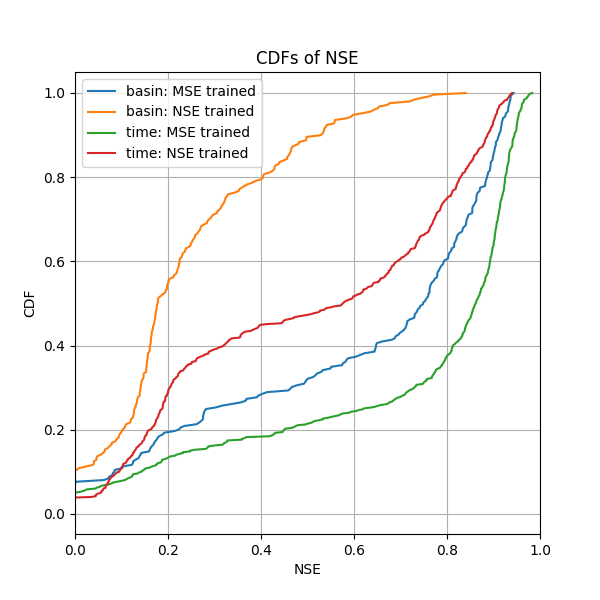 CDFs of NSE
basin: MSE trained
basin: NSE trained
time: MSE trained
time: NSE trained
CDF
1.0
0.8
0.6
0.4
0.2
0.0
0.0 0.2 0.4 0.6 0.8 1.0
NSE